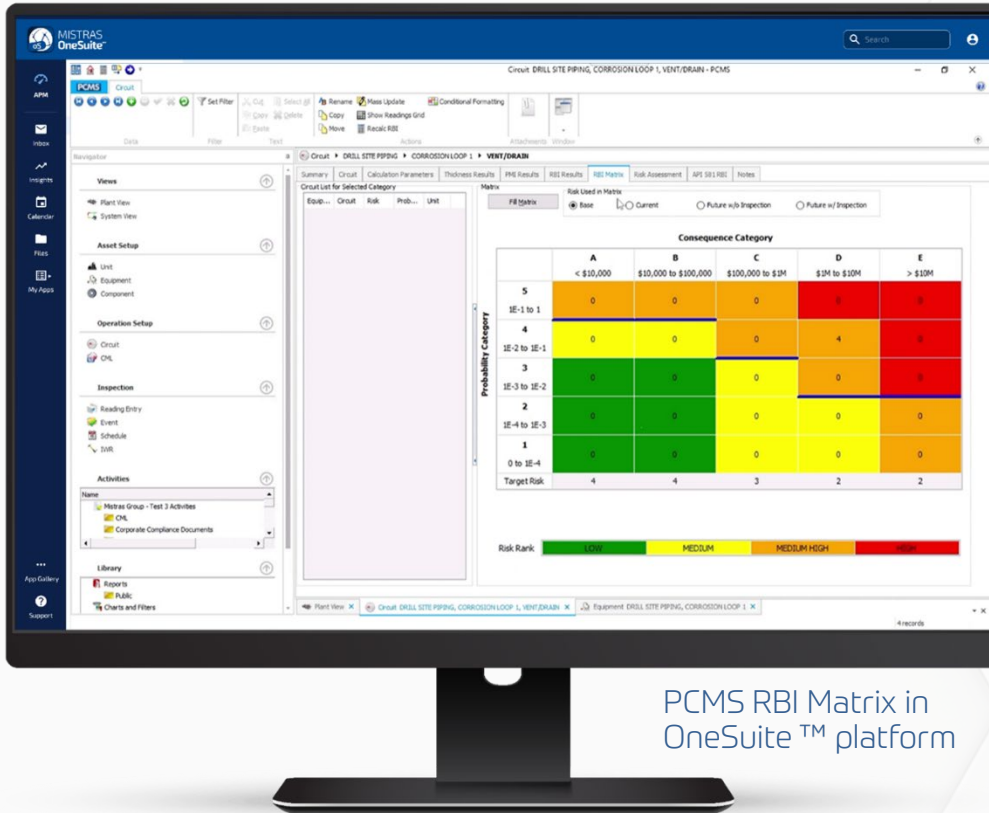 MISTRAS
OneSuite™
Search
APM
Inbox
Insights
Calendar
Files
My Apps
App Gallery
Support
Circuit: DRILL SITE PIPING, CORROSION LOOP 1, VENT/DRAIN - PCMS
PCMS Circuit
Set Filter
Cut
Copy
Paste
Select all
Delete
Rename
Copy
Move
Mass Update
Show Readings Grid
Recalc RBI
Conditional Formatting
Data Filter Text Actions Attachments Window
Navigator
Views
Plant View
System View
Asset Setup
Unit
Equipment
Component
Operation Setup
Circuit
CML
Inspection
Reading Entry
Event
Schedule
IWR
Activities
Name
Mistras Group - Test 3 Activities
CML
Corporate Compliance Documents
Library
Reports
Public
Charts and Filters
Circuit DRILL SITE PIPING CORROSION LOOP 1 VENT/DRAIN
Summary Circuit Calculation Parameters Thickness Results PMI Results RBI Results RBI Matrix Risk Assessment API 581 RBI Notes
Circuit List for Selected Category
Equip... Circuit Risk Prob... Unit
Matrix
Fill Matrix
Risk Used in Matrix
Base Current Future w/o Inspection Future w/ Inspection
Consequence Category
A B C D E
< $10,000 $10,000 to $100,000 $100,000 to $1M $1M to $10M > $10M
Probability Category
5
1E-1 to 1
0 0 0 0 0
4
1E-2 to 1E-1
0 0 0 4 0
3
1E-3 to 1E-2
0 0 0 0 0
2
1E-4 to 1E-3
0 0 0 0 0
1
0 to 1E-4
0 0 0 0 0
Target Risk 4 4 3 2 2
Risk Rank LOW MEDIUM MEDIUM HIGH HIGH
Plant View Circuit DRILL SITE PIPING, CORROSION LOOP 1, VENT/DRAIN Equipment DRILL SITE PIPING, CORROSION LOOP 1
4 records
PCMS RBI Matrix in
OneSuite ™ platform